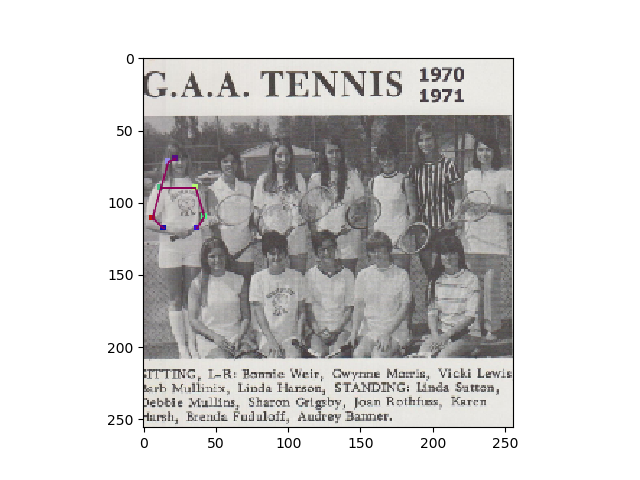 G.A.A. TENNIS 1970
1971
SITTING, L-R: Bonnie Weir, Gwynne Morris, Vicki Lewis
Barb Mullinix, Linda Hanson, STANDING: Linda Sutton,
Debbie Mullins, Sharon Grigsby, Joan Rothfuss, Karen
Marsh, Brenda Fuduloff, Audrey Banner.
0
50
100
150
200
250
0 50 100 150 200 250